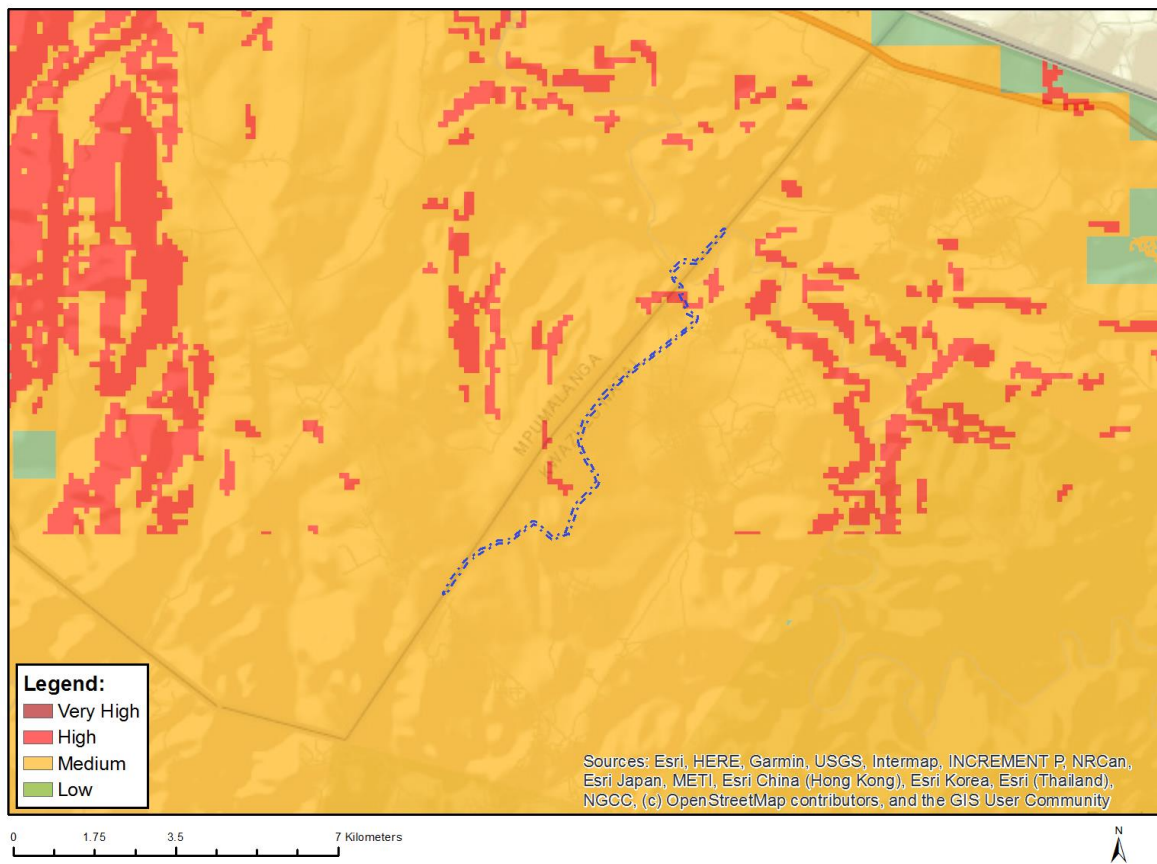 MPUMALANGA
Legend:
Very High
High
Medium
Low
Sources: Esri, HERE, Garmin, USGS, Intermap, INCREMENT P, NRCan,
Esri Japan, METI, Esri China (Hong Kong), Esri Korea, Esri (Thailand),
NGCC, (c) OpenStreetMap contributors, and the GIS User Community
0 1.75 3.5 7 Kilometers
N